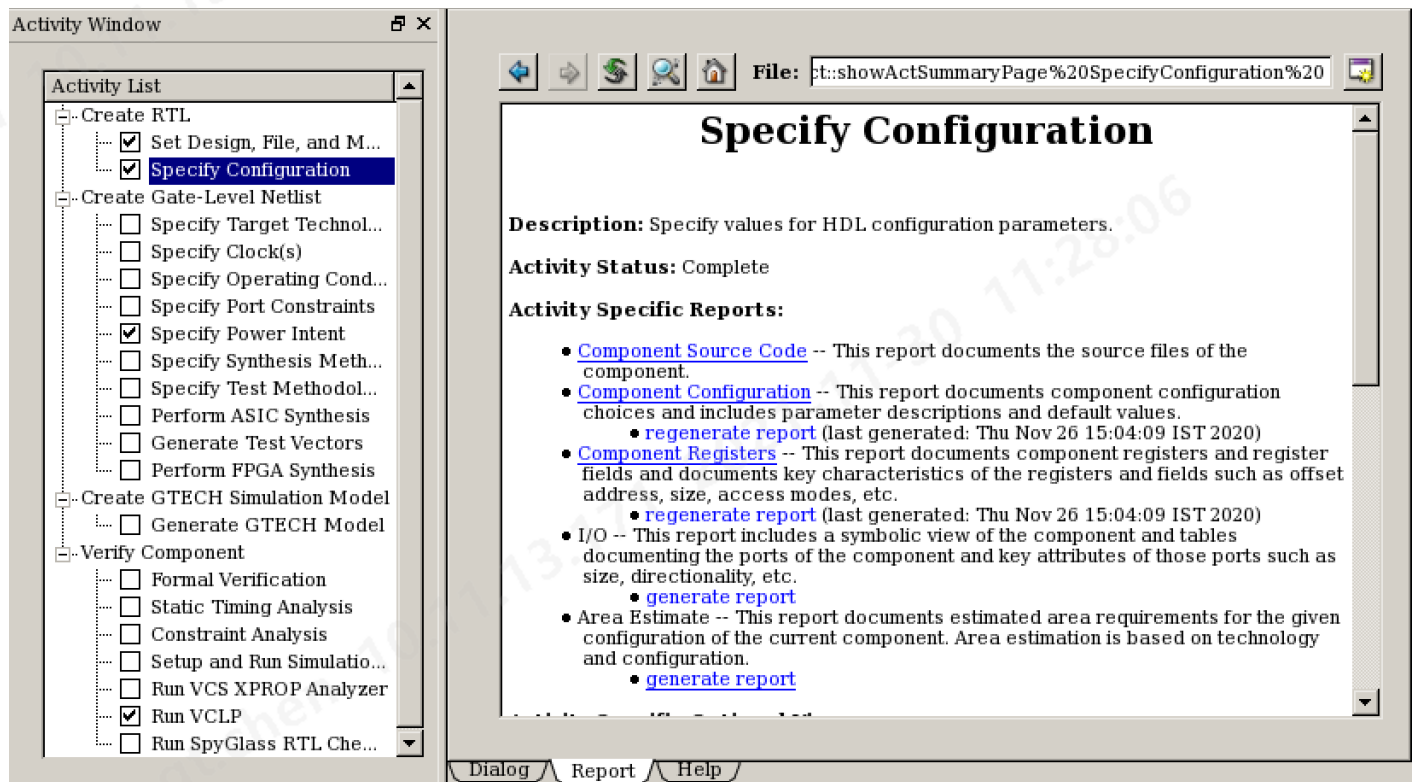 Activity Window
Activity List
Create RTL
Set Design, File, and M...
Specify Configuration
Create Gate-Level Netlist
Specify Target Technol...
Specify Clock(s)
Specify Operating Cond...
Specify Port Constraints
Specify Power Intent
Specify Synthesis Meth...
Specify Test Methodol...
Perform ASIC Synthesis
Generate Test Vectors
Perform FPGA Synthesis
Create GTECH Simulation Model
Generate GTECH Model
Verify Component
Formal Verification
Static Timing Analysis
Constraint Analysis
Setup and Run Simulatio...
Run VCS XPROP Analyzer
Run VCLP
Run SpyGlass RTL Che...
File: ct::showActSummaryPage%20SpecifyConfiguration%20
Specify Configuration
Description: Specify values for HDL configuration parameters.
Activity Status: Complete
Activity Specific Reports:
Component Source Code -- This report documents the source files of the
component.
Component Configuration -- This report documents component configuration
choices and includes parameter descriptions and default values.
regenerate report (last generated: Thu Nov 26 15:04:09 IST 2020)
Component Registers -- This report documents component registers and register
fields and documents key characteristics of the registers and fields such as offset
address, size, access modes, etc.
regenerate report (last generated: Thu Nov 26 15:04:09 IST 2020)
I/O -- This report includes a symbolic view of the component and tables
documenting the ports of the component and key attributes of those ports such as
size, directionality, etc.
generate report
Area Estimate -- This report documents estimated area requirements for the given
configuration of the current component. Area estimation is based on technology
and configuration.
generate report
Dialog
Report
Help
11-30 11:28:06